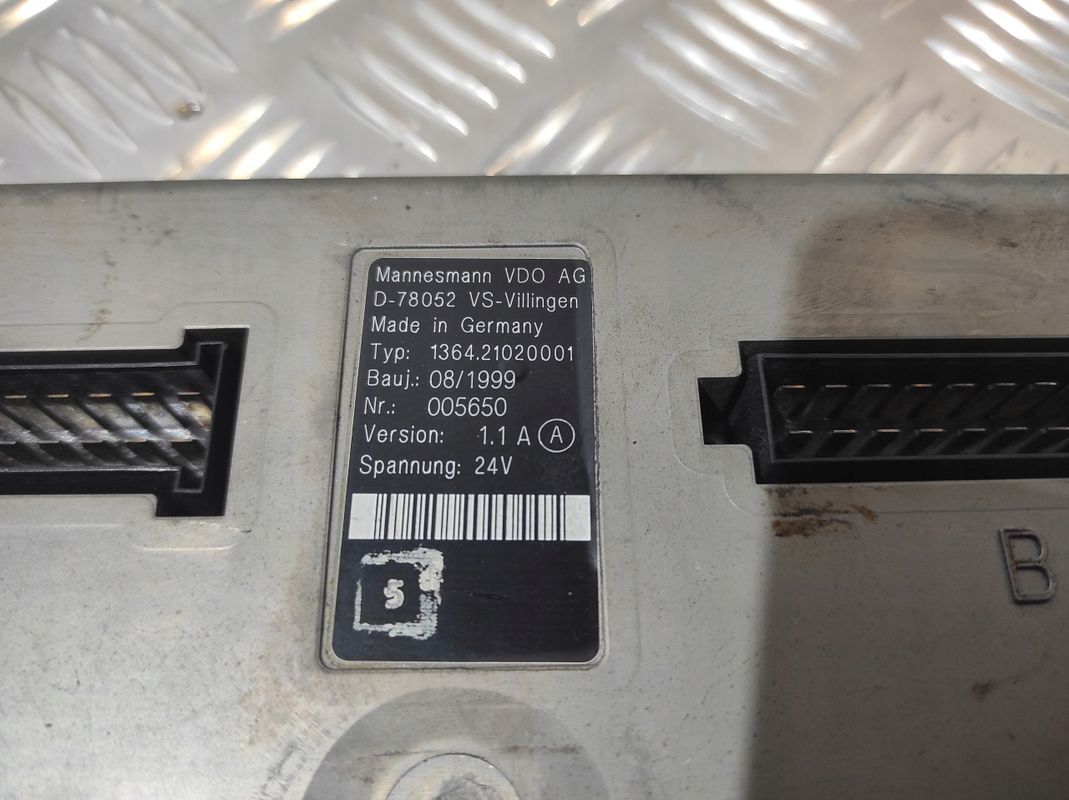 Mannesmann VDO AG
D-78052 VS-Villingen
Made in Germany
Typ: 1364.21020001
Bauj.: 08/1999
Nr.: 005650
Version: 1.1 A A
Spannung: 24V
S
B